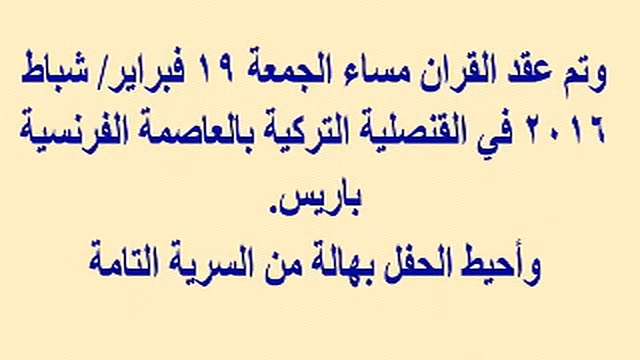 وتم عقد القران مساء الجمعة ١٩ فبراير/ شباط
٢٠١٦ في القنصلية التركية بالعاصمة الفرنسية
باريس.
وأحيط الحفل بهالة من السرية التامة